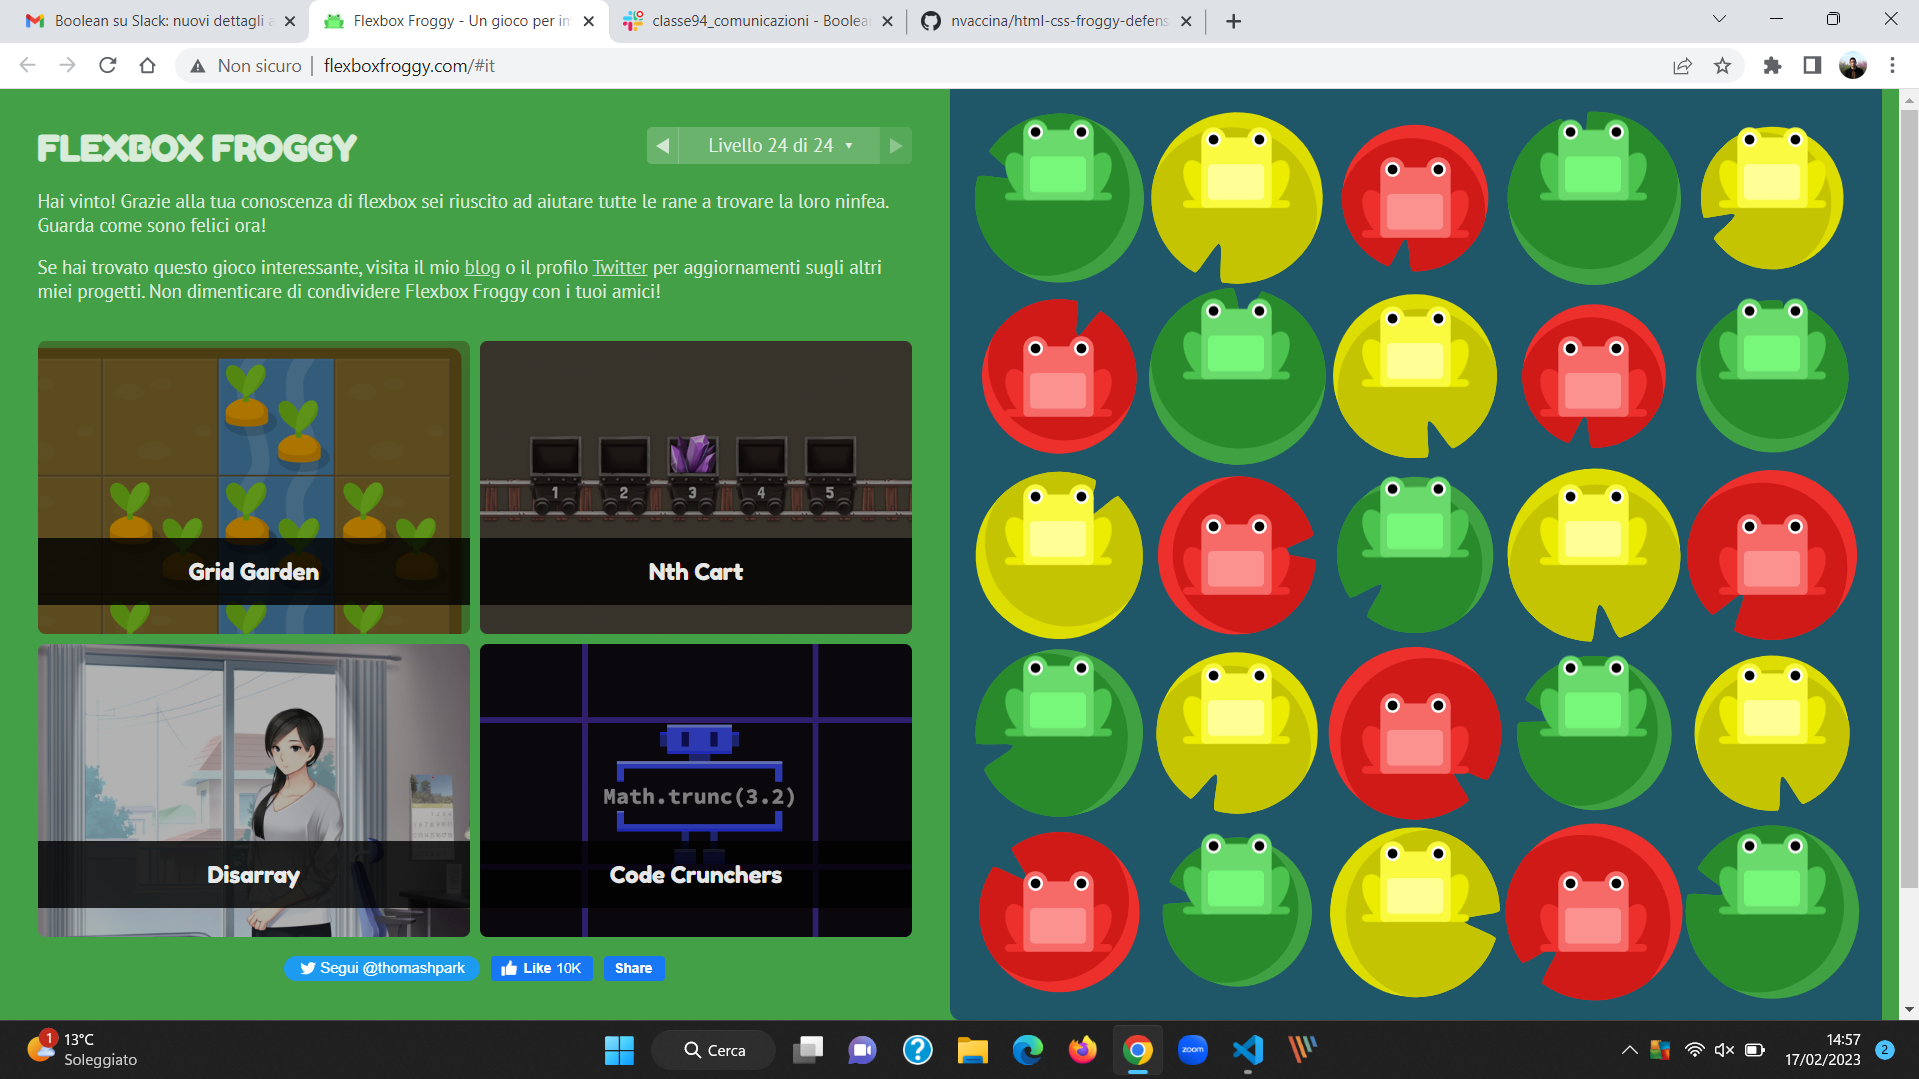 Boolean su Slack: nuovi dettagli a
Flexbox Froggy - Un gioco per im
classe94_comunicazioni - Boolea
nvaccina/html-css-froggy-defens
Non sicuro
flexboxfroggy.com/#it
FLEXBOX FROGGY
Livello 24 di 24
Hai vinto! Grazie alla tua conoscenza di flexbox sei riuscito ad aiutare tutte le rane a trovare la loro ninfea.
Guarda come sono felici ora!
Se hai trovato questo gioco interessante, visita il mio blog o il profilo Twitter per aggiornamenti sugli altri
miei progetti. Non dimenticare di condividere Flexbox Froggy con i tuoi amici!
1 2 3 4 5
Grid Garden
Nth Cart
Math.trunc(3.2)
Disarray
Code Crunchers
Segui @thomashpark
Like 10K
Share
1
13°C
Soleggiato
Cerca
zoom
14:57
17/02/2023
2